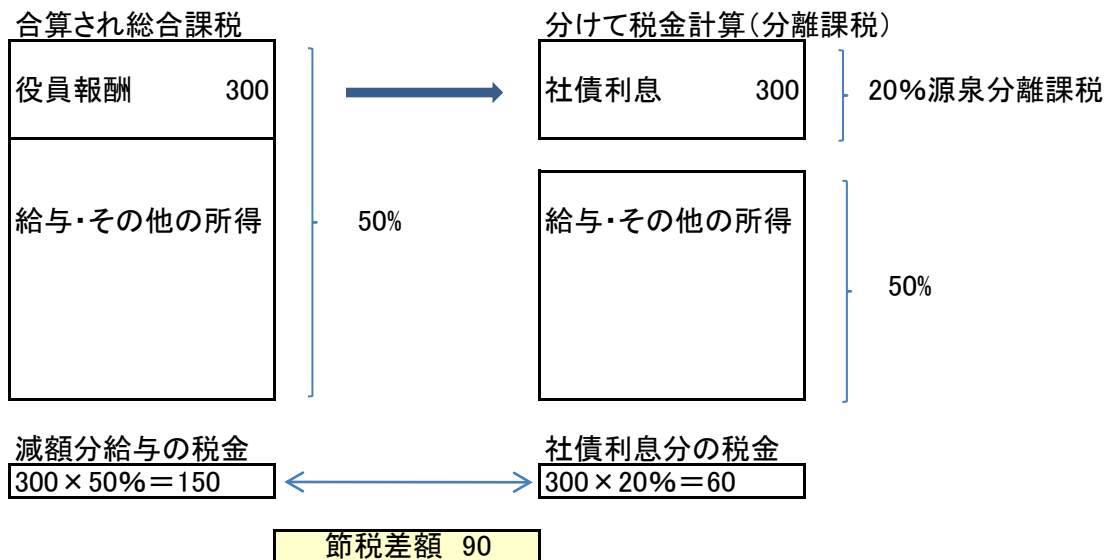 合算され総合課税
分けて税金計算(分離課税)
役員報酬 300
社債利息 300
20%源泉分離課税
給与・その他の所得
50%
給与・その他の所得
50%
減額分給与の税金
社債利息分の税金
300×50%=150
300×20%=60
節税差額 90